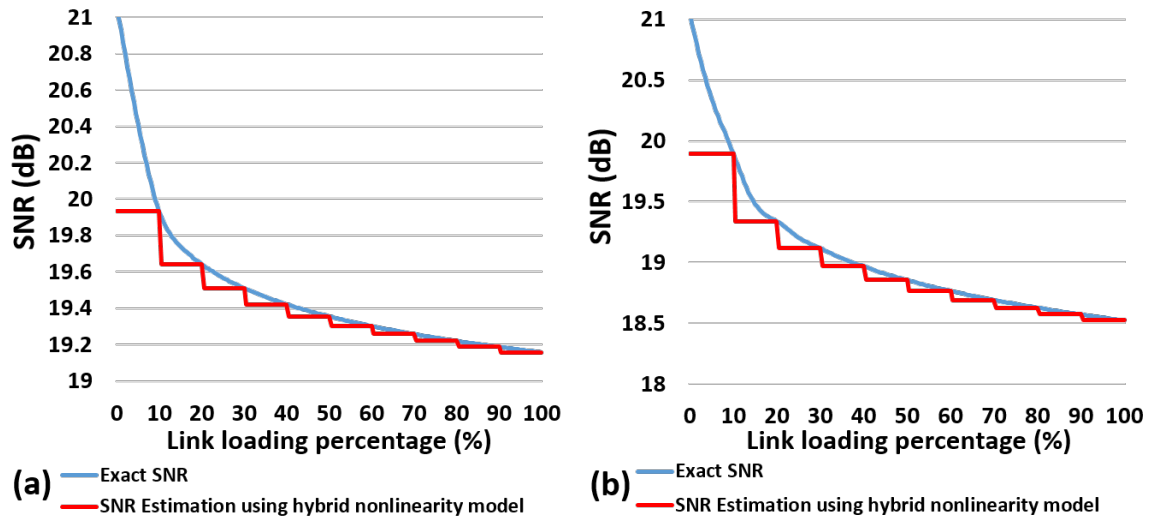 21
20.8
20.6
20.4
20.2
20
19.8
19.6
19.4
19.2
19
SNR (dB)
0 10 20 30 40 50 60 70 80 90 100
Link loading percentage (%)
(a)
Exact SNR
SNR Estimation using hybrid nonlinearity model
21
20.5
20
19.5
19
18.5
18
SNR (dB)
0 10 20 30 40 50 60 70 80 90 100
Link loading percentage (%)
(b)
Exact SNR
SNR Estimation using hybrid nonlinearity model